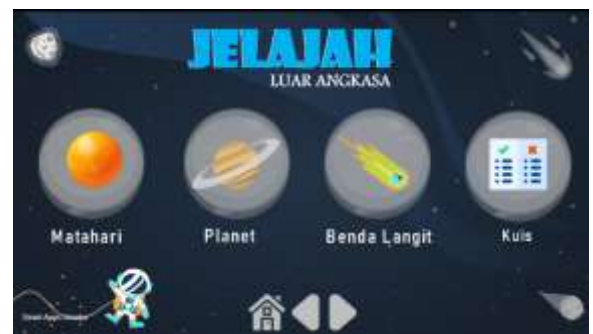 JELAJAH
LUAR ANGKASA
Matahari
Planet
Benda Langit
Kuis